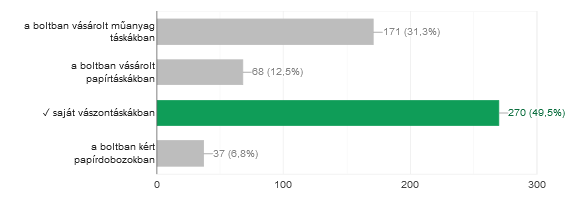 a boltban vásárolt műanyag
táskákban
171 (31,3%)
a boltban vásárolt
papírtáskákban
68 (12,5%)
✓ saját vászontáskákban
270 (49,5%)
a boltban kért
papírdobozokban
37 (6,8%)
0
100
200
300